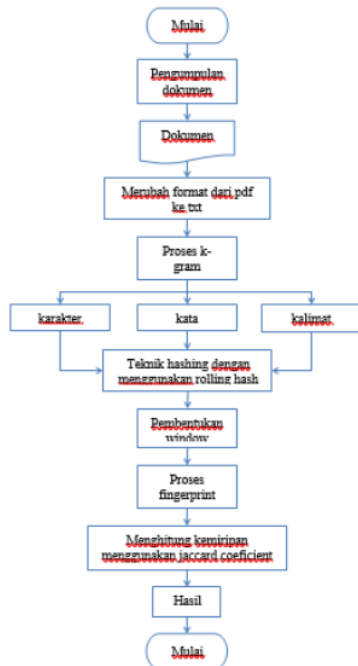 Mulai
Pengumpulan
dokumen
Dokumen
Merubah format dari pdf
ke txt
Proses k-
gram
karakter
kata
kalimat
Teknik hashing dengan
menggunakan rolling hash
Pembentukan
window
Proses
fingerprint
Menghitung kemiripan
menggunakan jaccard coeficient
Hasil
Mulai